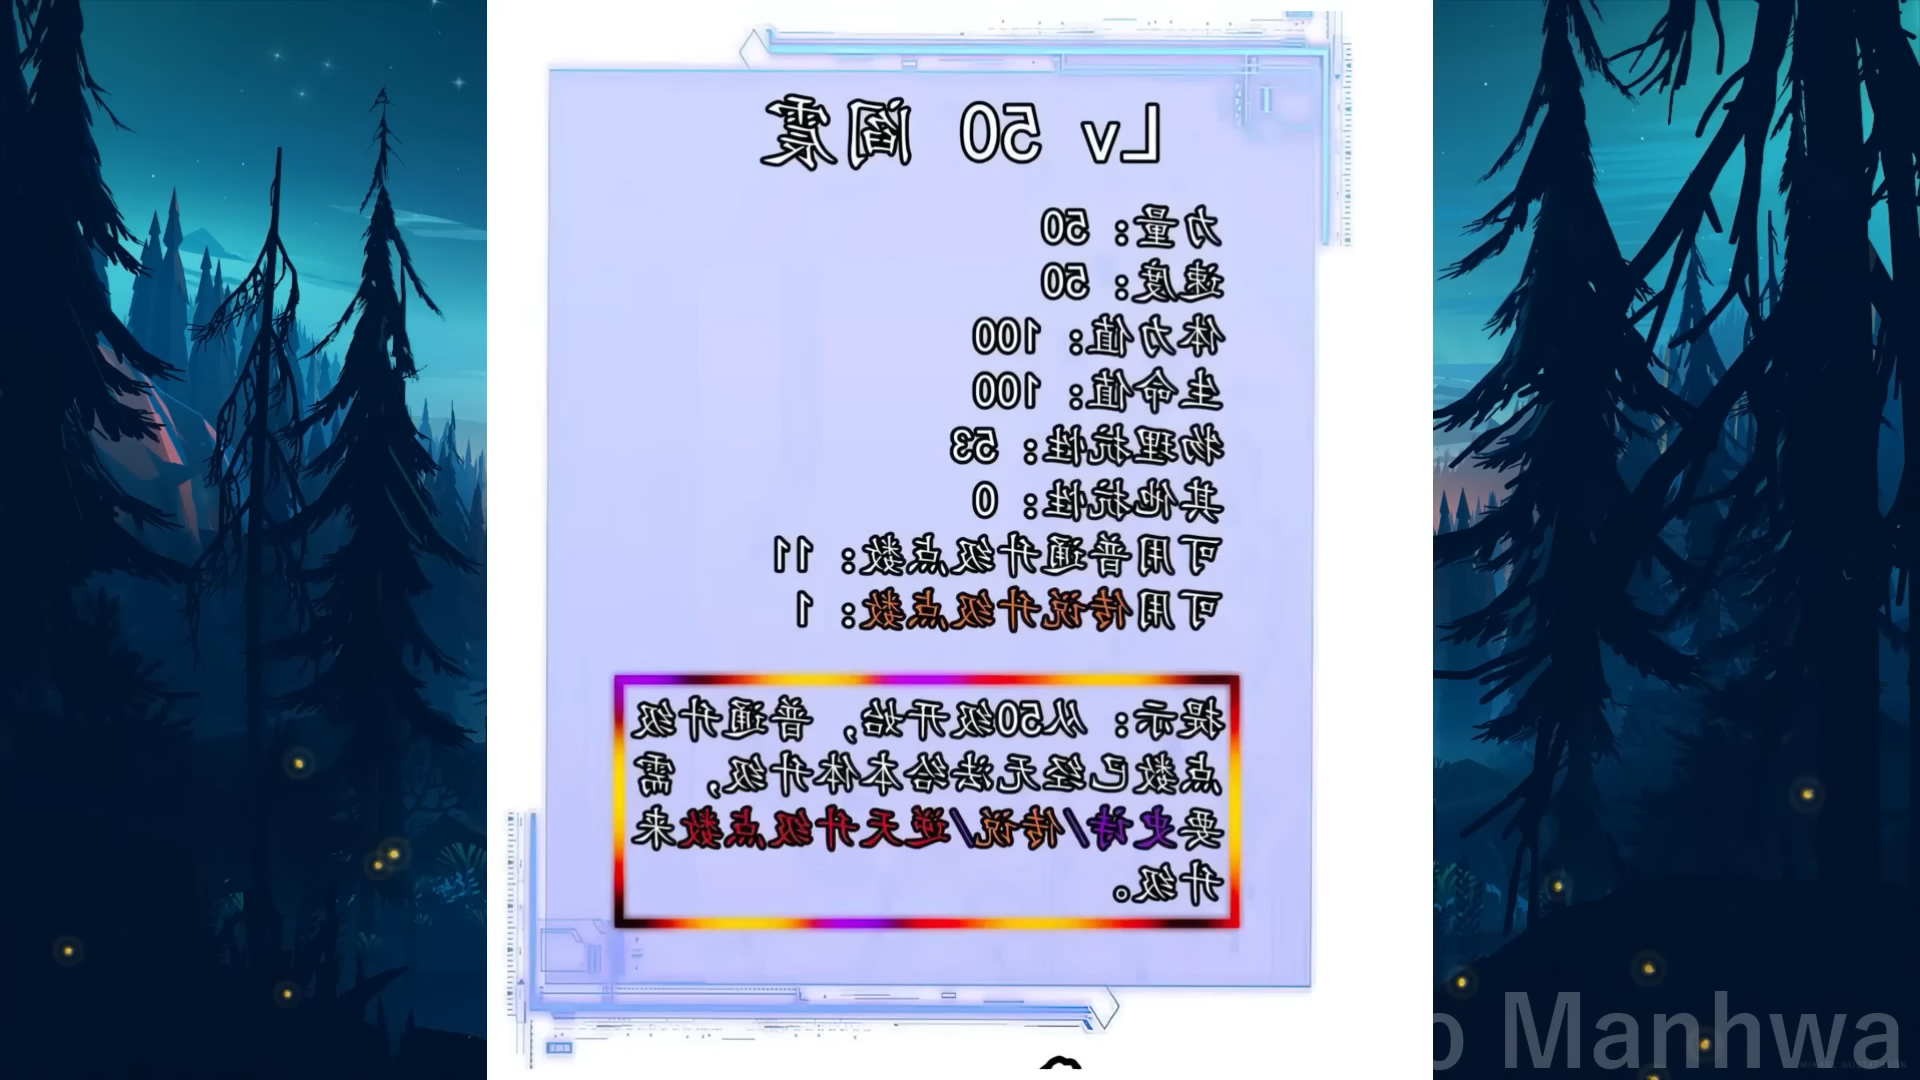 Lv 50 阎震
力量：50
速度：50
体力值：100
生命值：100
物理抗性：53
其他抗性：0
可用普通升级点数：11
可用传说升级点数：1
提示：从50级开始，普通升级
点数已经无法给本体升级，需
要史诗/传说/逆天升级点数来
升级。
o Manhwa